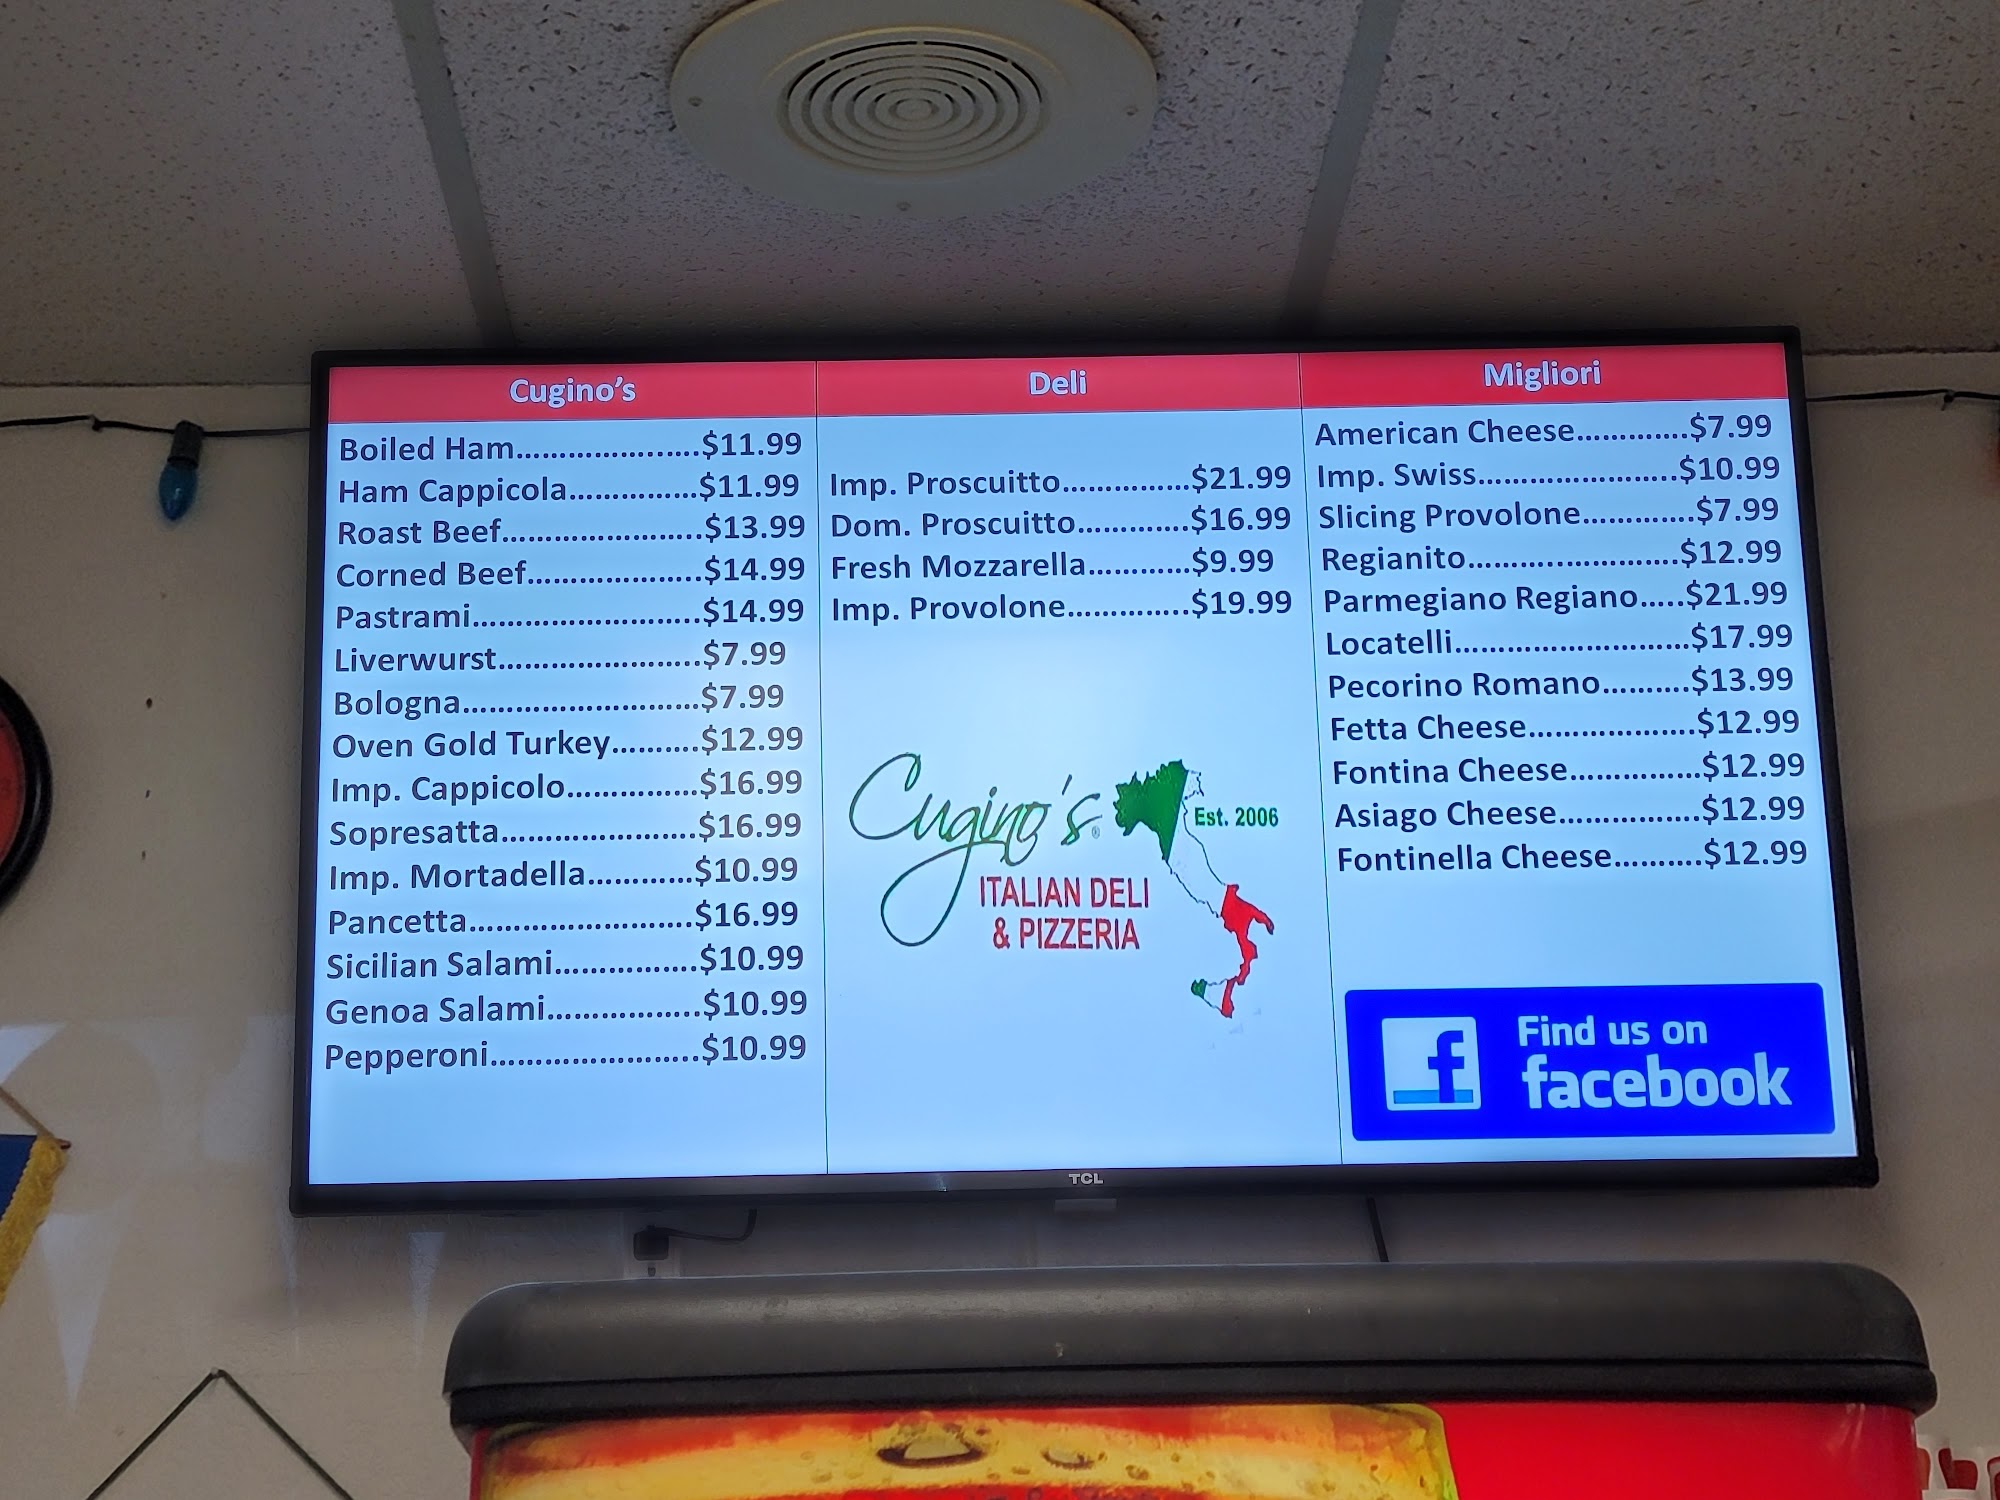 Cugino's
Boiled Ham......................$11.99
Ham Cappicola...............$11.99
Roast Beef.......................$13.99
Corned Beef....................$14.99
Pastrami..........................$14.99
Liverwurst.......................$7.99
Bologna...........................$7.99
Oven Gold Turkey..........$12.99
Imp. Cappicolo...............$16.99
Sopresatta......................$16.99
Imp. Mortadella............$10.99
Pancetta.........................$16.99
Sicilian Salami................$10.99
Genoa Salami.................$10.99
Pepperoni.......................$10.99
Deli
Imp. Proscuitto...............$21.99
Dom. Proscuitto.............$16.99
Fresh Mozzarella............$9.99
Imp. Provolone..............$19.99
Cugino's®
Est. 2006
ITALIAN DELI
& PIZZERIA
Migliori
American Cheese.............$7.99
Imp. Swiss.......................$10.99
Slicing Provolone.............$7.99
Regianito........................$12.99
Parmegiano Regiano.....$21.99
Locatelli...........................$17.99
Pecorino Romano..........$13.99
Fetta Cheese...................$12.99
Fontina Cheese...............$12.99
Asiago Cheese................$12.99
Fontinella Cheese..........$12.99
f
Find us on
facebook
TCL